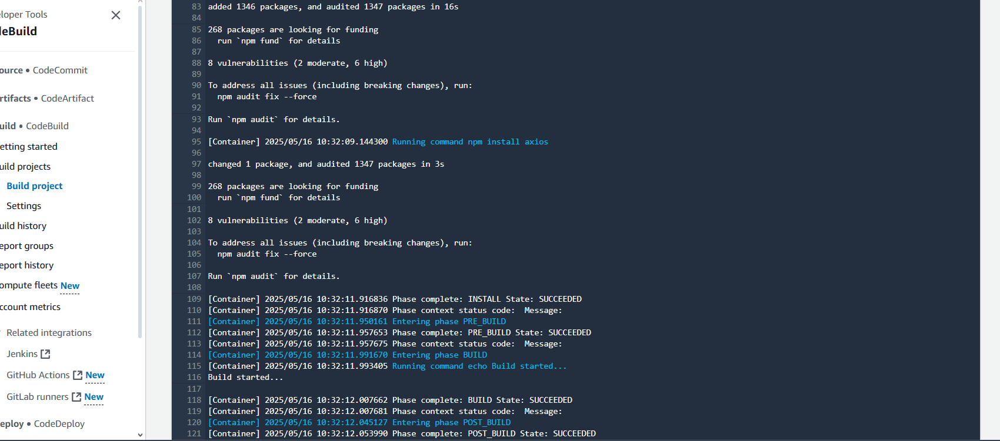 eloper Tools
deBuild
ource • CodeCommit
rtifacts • CodeArtifact
uild • CodeBuild
etting started
uild projects
Build project
Settings
uild history
eport groups
eport history
ompute fleets New
ccount metrics
Related integrations
Jenkins
GitHub Actions New
GitLab runners New
eploy • CodeDeploy
83 added 1346 packages, and audited 1347 packages in 16s
84
85 268 packages are looking for funding
86   run `npm fund` for details
87
88 8 vulnerabilities (2 moderate, 6 high)
89
90 To address all issues (including breaking changes), run:
91   npm audit fix --force
92
93 Run `npm audit` for details.
94
95 [Container] 2025/05/16 10:32:09.144300 Running command npm install axios
96
97 changed 1 package, and audited 1347 packages in 3s
98
99 268 packages are looking for funding
100   run `npm fund` for details
101
102 8 vulnerabilities (2 moderate, 6 high)
103
104 To address all issues (including breaking changes), run:
105   npm audit fix --force
106
107 Run `npm audit` for details.
108
109 [Container] 2025/05/16 10:32:11.916836 Phase complete: INSTALL State: SUCCEEDED
110 [Container] 2025/05/16 10:32:11.916870 Phase context status code:  Message:
111 [Container] 2025/05/16 10:32:11.950161 Entering phase PRE_BUILD
112 [Container] 2025/05/16 10:32:11.957653 Phase complete: PRE_BUILD State: SUCCEEDED
113 [Container] 2025/05/16 10:32:11.957675 Phase context status code:  Message:
114 [Container] 2025/05/16 10:32:11.991670 Entering phase BUILD
115 [Container] 2025/05/16 10:32:11.993405 Running command echo Build started...
116 Build started...
117
118 [Container] 2025/05/16 10:32:12.007662 Phase complete: BUILD State: SUCCEEDED
119 [Container] 2025/05/16 10:32:12.007681 Phase context status code:  Message:
120 [Container] 2025/05/16 10:32:12.045127 Entering phase POST_BUILD
121 [Container] 2025/05/16 10:32:12.053990 Phase complete: POST_BUILD State: SUCCEEDED